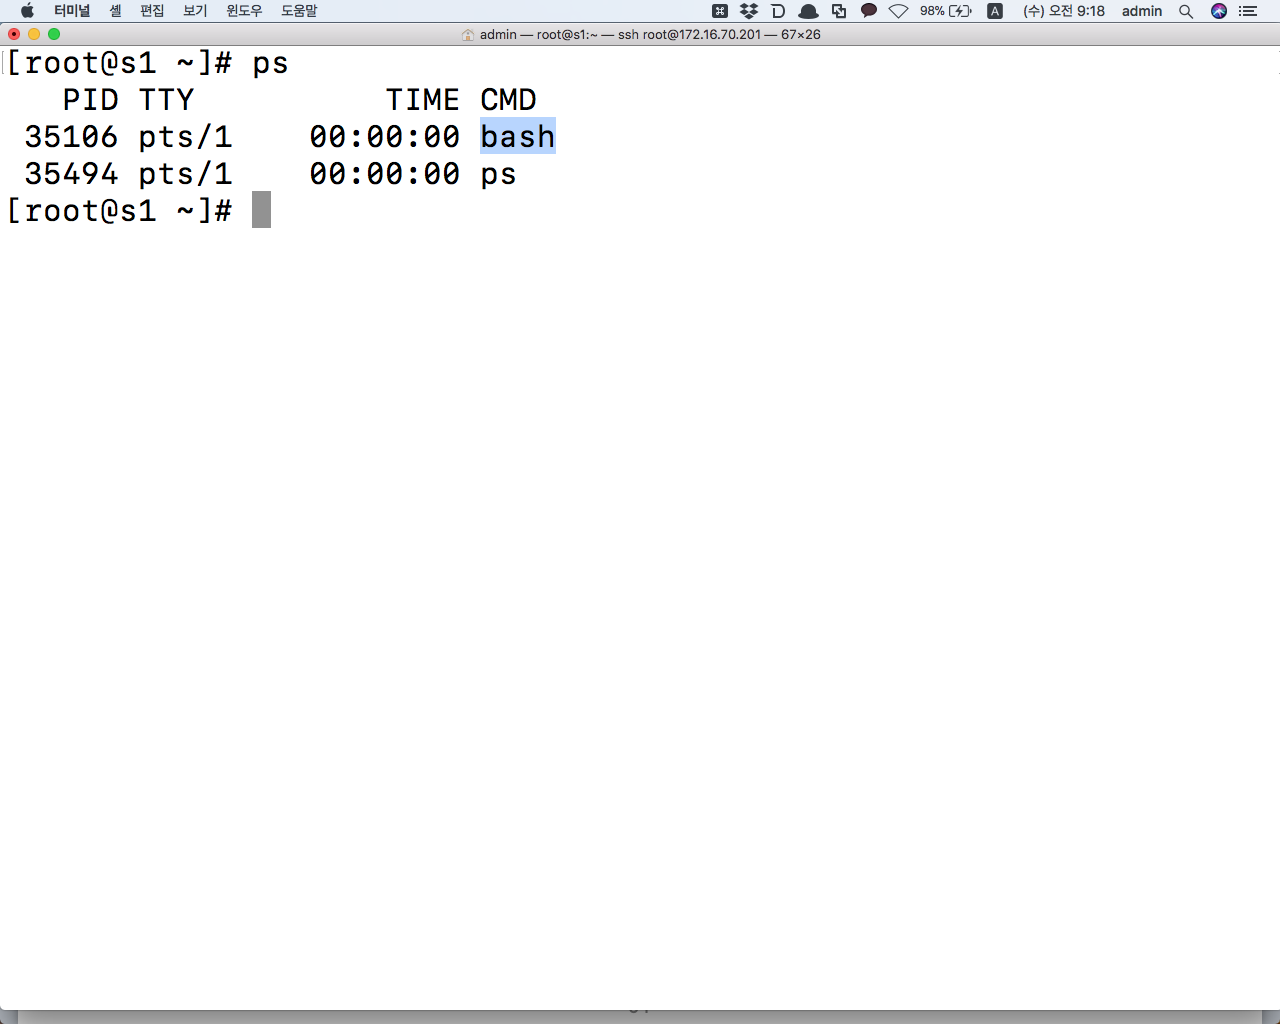 터미널 셸 편집 보기 윈도우 도움말 98% A (수) 오전 9:18 admin
admin — root@s1:~ — ssh root@172.16.70.201 — 67×26
[root@s1 ~]# ps
PID TTY TIME CMD
35106 pts/1 00:00:00 bash
35494 pts/1 00:00:00 ps
[root@s1 ~]#